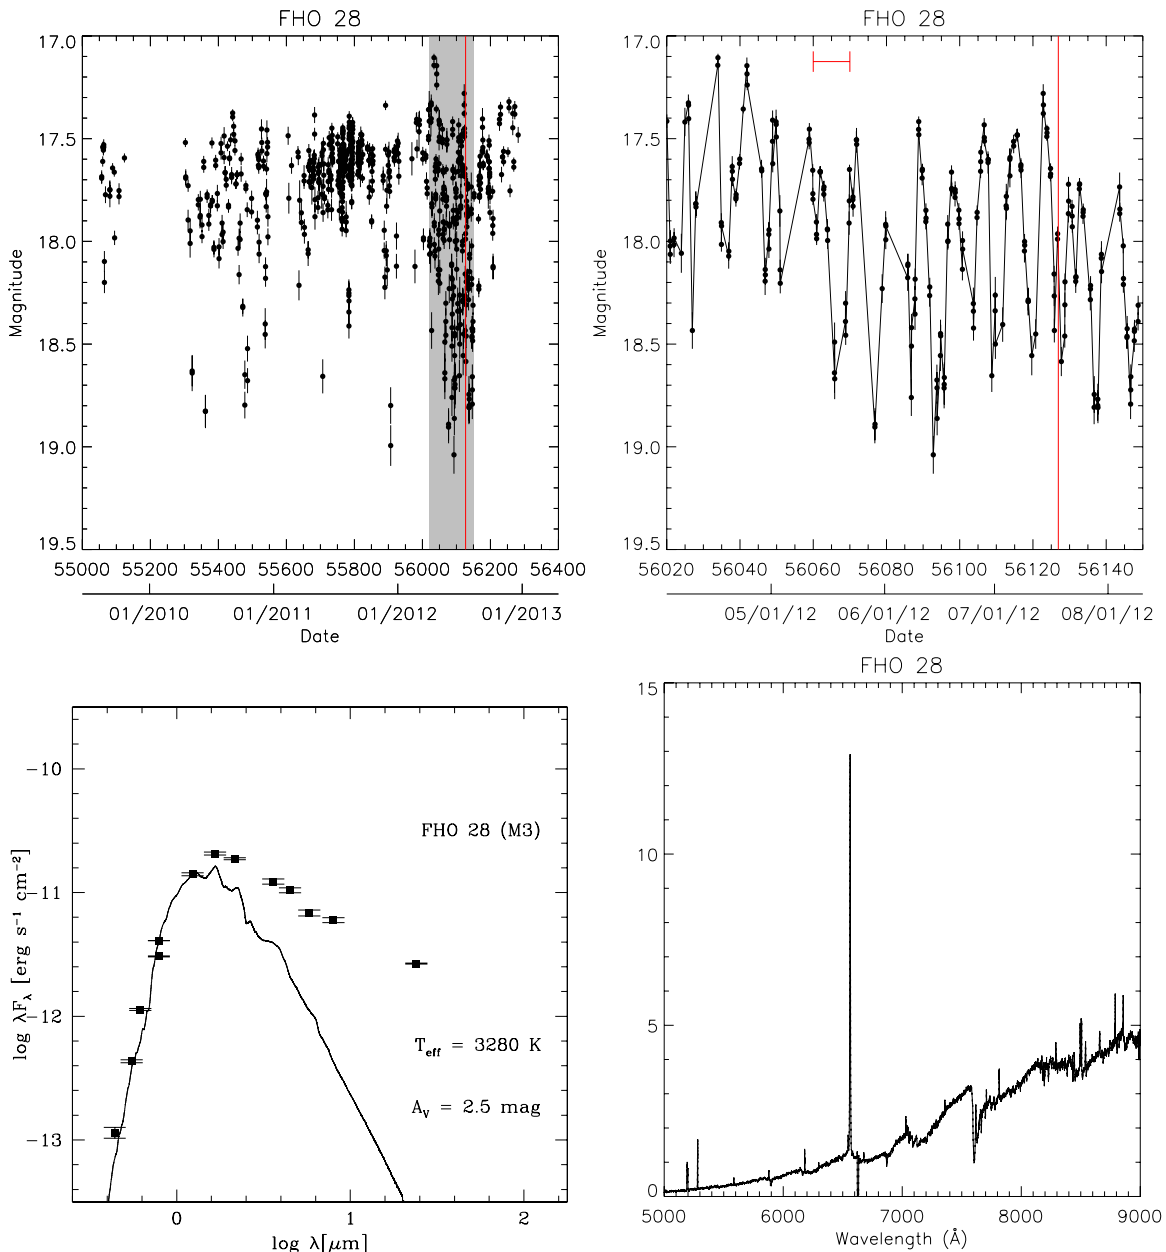 FHO 28
17.0
17.5
18.0
18.5
19.0
19.5
Magnitude
55000 55200 55400 55600 55800 56000 56200 56400
01/2010 01/2011 01/2012 01/2013
Date
FHO 28
17.0
17.5
18.0
18.5
19.0
19.5
Magnitude
56020 56040 56060 56080 56100 56120 56140
05/01/12 06/01/12 07/01/12 08/01/12
Date
−10
−11
−12
−13
log λFλ [erg s⁻¹ cm⁻²]
FHO 28 (M3)
Teff = 3280 K
AV = 2.5 mag
0 1 2
log λ[μm]
FHO 28
15
10
5
0
5000 6000 7000 8000 9000
Wavelength (Å)